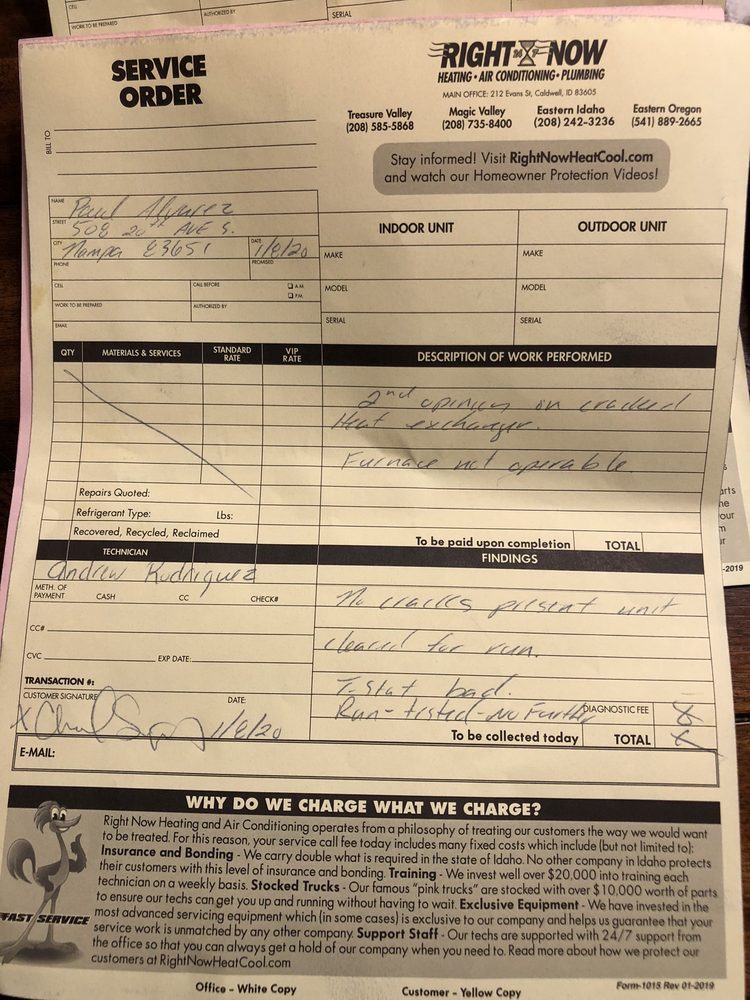 CELL
AUTHORIZED BY
SERIAL
WORK TO BE PREPARED
SERVICE
ORDER
RIGHT 24/7 NOW
HEATING • AIR CONDITIONING • PLUMBING
MAIN OFFICE: 212 Evans St, Caldwell, ID 83605
Treasure Valley Magic Valley Eastern Idaho Eastern Oregon
(208) 585-5868 (208) 735-8400 (208) 242-3236 (541) 889-2665
BILL TO
Stay informed! Visit RightNowHeatCool.com
and watch our Homeowner Protection Videos!
NAME Paul Alvarez
STREET 508 20th AVE S.
CITY Nampa 83651 DATE 1/8/20
PHONE PROMISED
CELL CALL BEFORE AM
PM
WORK TO BE PREPARED AUTHORIZED BY
EMAIL
INDOOR UNIT OUTDOOR UNIT
MAKE MAKE
MODEL MODEL
SERIAL SERIAL
QTY MATERIALS & SERVICES STANDARD RATE VIP RATE DESCRIPTION OF WORK PERFORMED
2nd opinion on cracked
Heat exchanger.
Furnace not operable.
Repairs Quoted:
Refrigerant Type: Lbs:
Recovered, Recycled, Reclaimed
To be paid upon completion TOTAL
TECHNICIAN FINDINGS
Andrew Rodriguez
METH. OF PAYMENT CASH CC CHECK#
No cracks present unit
CC#
cleared for run.
CVC EXP DATE:
TRANSACTION #:
T-stat bad.
CUSTOMER SIGNATURE DATE
Run-tested-No Further DIAGNOSTIC FEE
X 1/8/20
To be collected today TOTAL
E-MAIL:
WHY DO WE CHARGE WHAT WE CHARGE?
Right Now Heating and Air Conditioning operates from a philosophy of treating our customers the way we would want
to be treated. For this reason, your service call fee today includes many fixed costs which include (but not limited to):
Insurance and Bonding - We carry double what is required in the state of Idaho. No other company in Idaho protects
their customers with this level of insurance and bonding. Training - We invest well over $20,000 into training each
technician on a weekly basis. Stocked Trucks - Our famous "pink trucks" are stocked with over $10,000 worth of parts
to ensure our techs can get you up and running without having to wait. Exclusive Equipment - We have invested in the
most advanced servicing equipment which (in some cases) is exclusive to our company and helps us guarantee that your
service work is unmatched by any other company. Support Staff - Our techs are supported with 24/7 support from
the office so that you can always get a hold of our company when you need to. Read more about how we protect our
customers at RightNowHeatCool.com
FAST SERVICE
Office - White Copy Customer - Yellow Copy Form-1015 Rev 01-2019
-2019